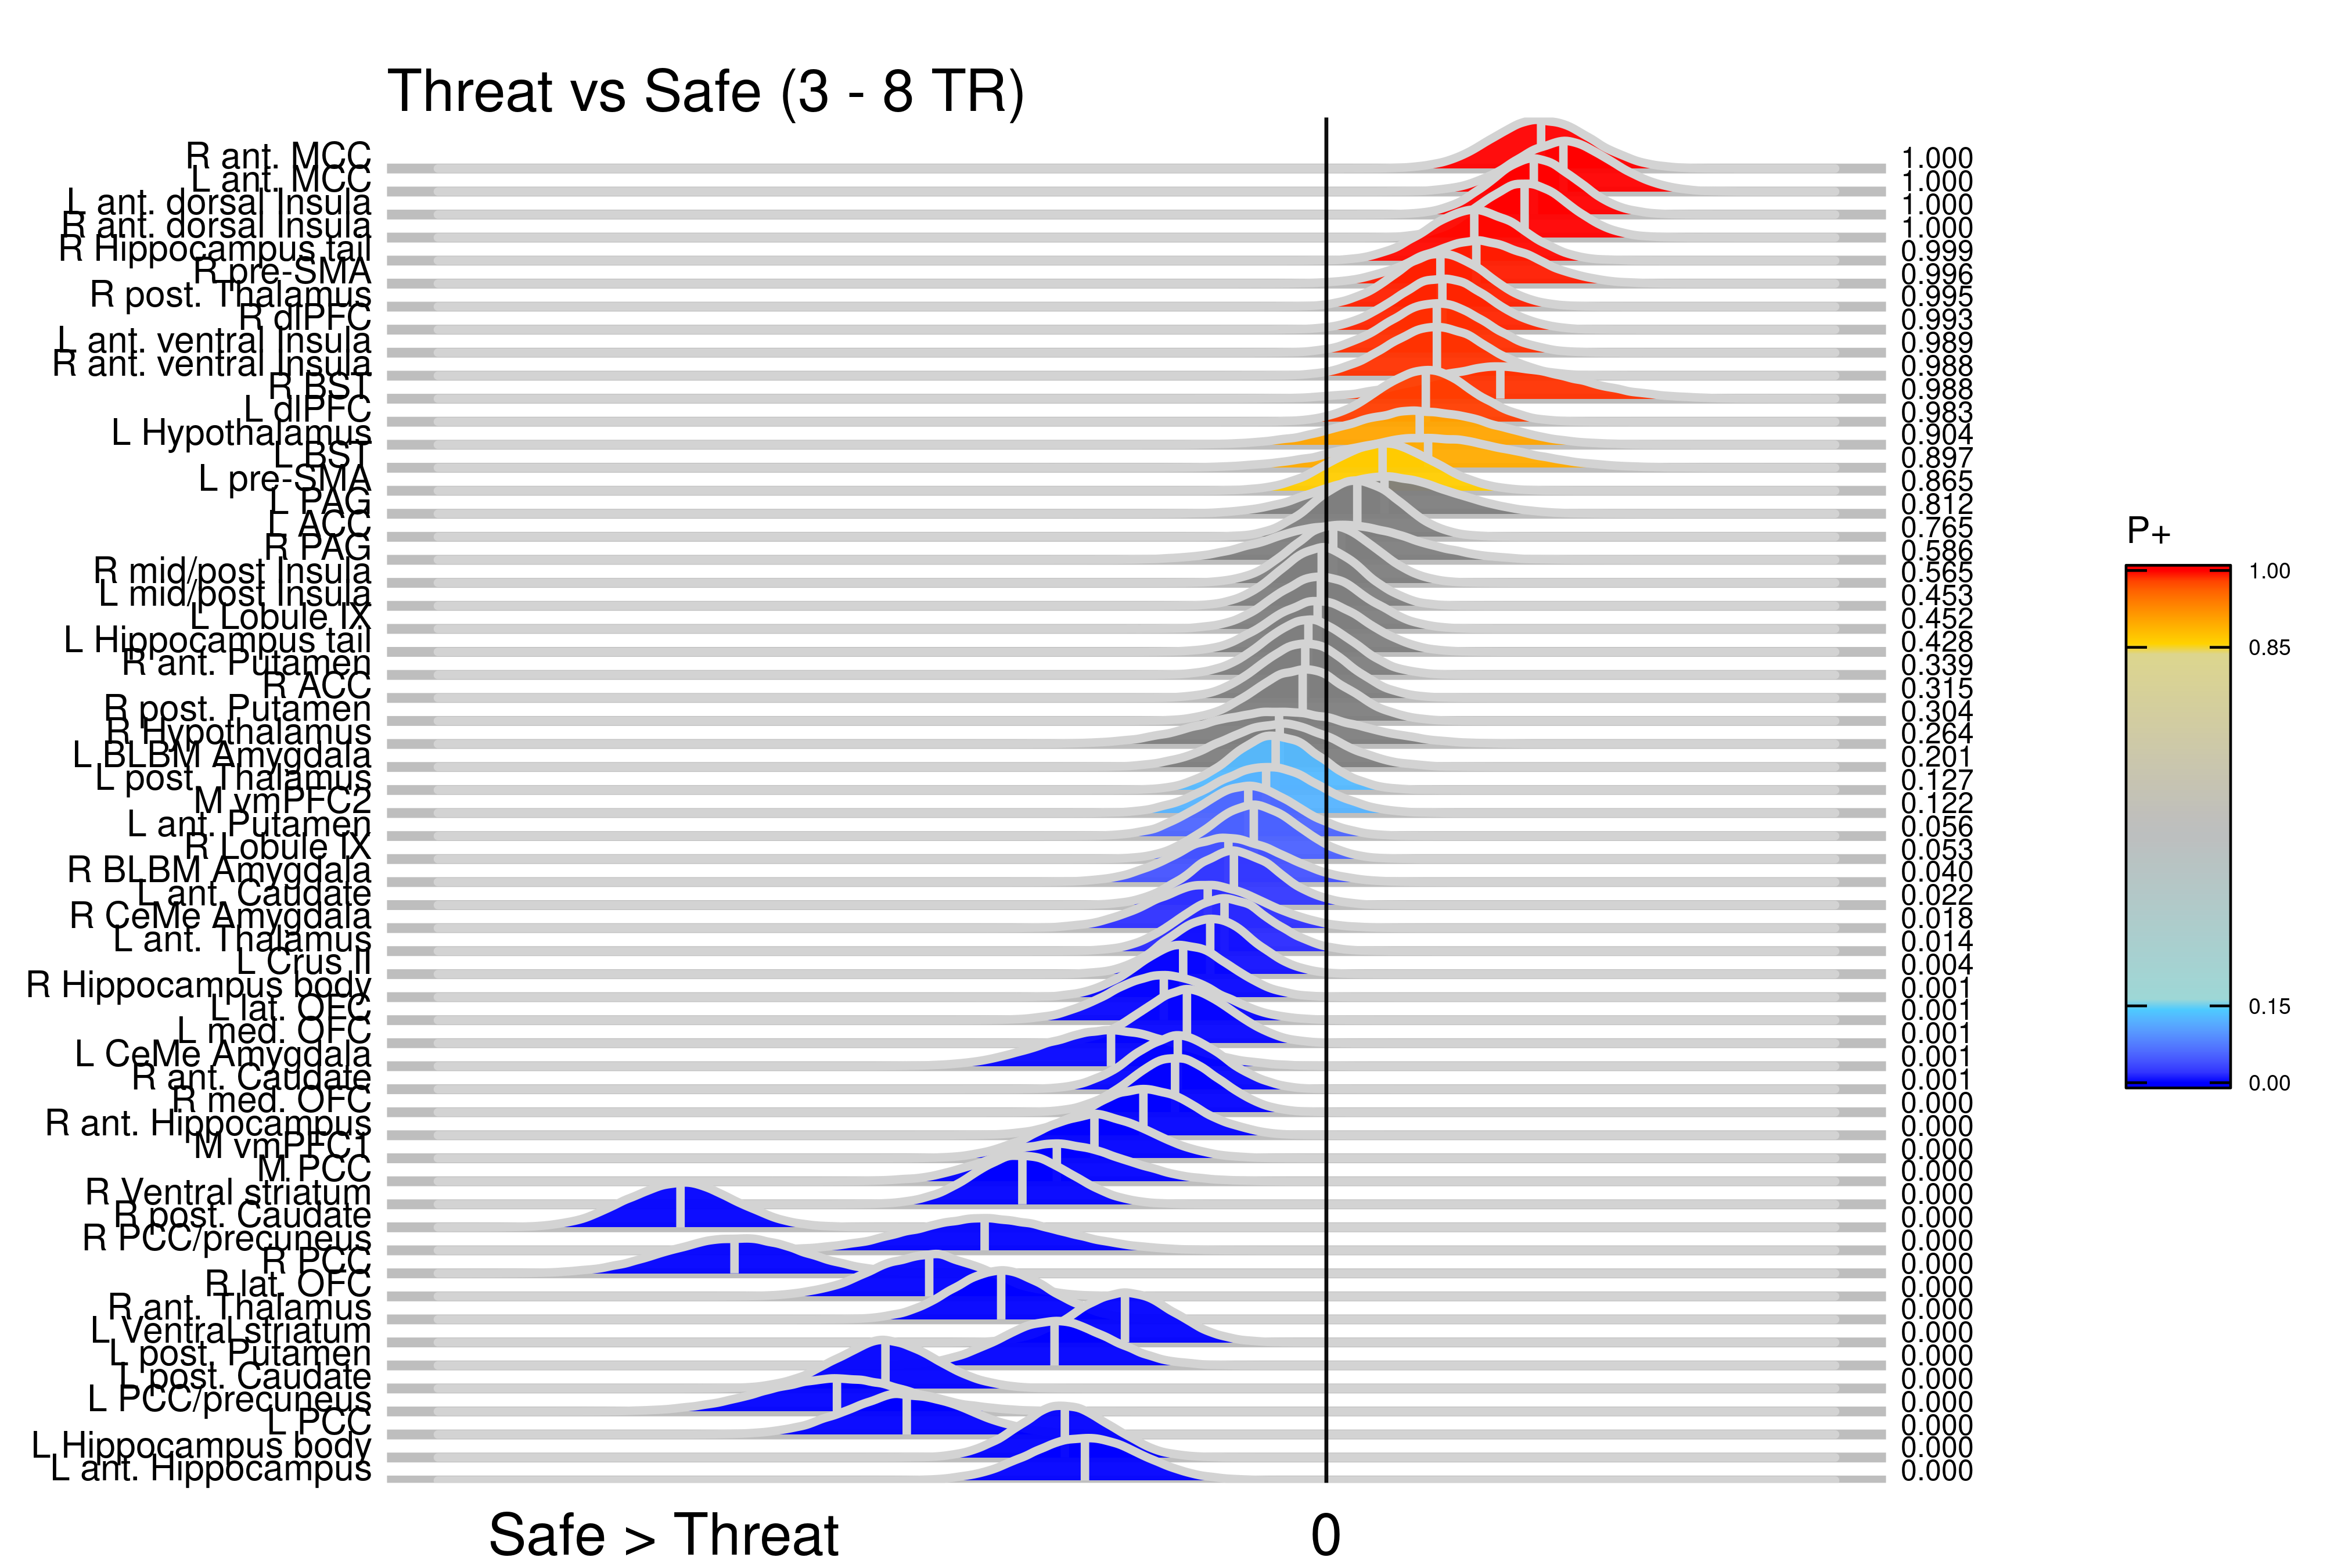 Threat vs Safe (3 - 8 TR)
R ant. MCC 1.000
L ant. MCC 1.000
L ant. dorsal Insula 1.000
R ant. dorsal Insula 1.000
R Hippocampus tail 0.999
R pre-SMA 0.996
R post. Thalamus 0.995
R dlPFC 0.993
L ant. ventral Insula 0.989
R ant. ventral Insula 0.988
R BST 0.988
L dlPFC 0.983
L Hypothalamus 0.904
L BST 0.897
L pre-SMA 0.865
L PAG 0.812
L ACC 0.765
R PAG 0.586
R mid/post Insula 0.565
L mid/post Insula 0.453
L Lobule IX 0.452
L Hippocampus tail 0.428
R ant. Putamen 0.339
R ACC 0.315
R post. Putamen 0.304
R Hypothalamus 0.264
L BLBM Amygdala 0.201
L post. Thalamus 0.127
M vmPFC2 0.122
L ant. Putamen 0.056
R Lobule IX 0.053
R BLBM Amygdala 0.040
L ant. Caudate 0.022
R CeMe Amygdala 0.018
L ant. Thalamus 0.014
L Crus II 0.004
R Hippocampus body 0.001
L lat. OFC 0.001
L med. OFC 0.001
L CeMe Amygdala 0.001
R ant. Caudate 0.001
R med. OFC 0.000
R ant. Hippocampus 0.000
M vmPFC1 0.000
M PCC 0.000
R Ventral striatum 0.000
R post. Caudate 0.000
R PCC/precuneus 0.000
R PCC 0.000
R lat. OFC 0.000
R ant. Thalamus 0.000
L Ventral striatum 0.000
L post. Putamen 0.000
L post. Caudate 0.000
L PCC/precuneus 0.000
L PCC 0.000
L Hippocampus body 0.000
L ant. Hippocampus 0.000
Safe > Threat 0
P+
1.00
0.85
0.15
0.00